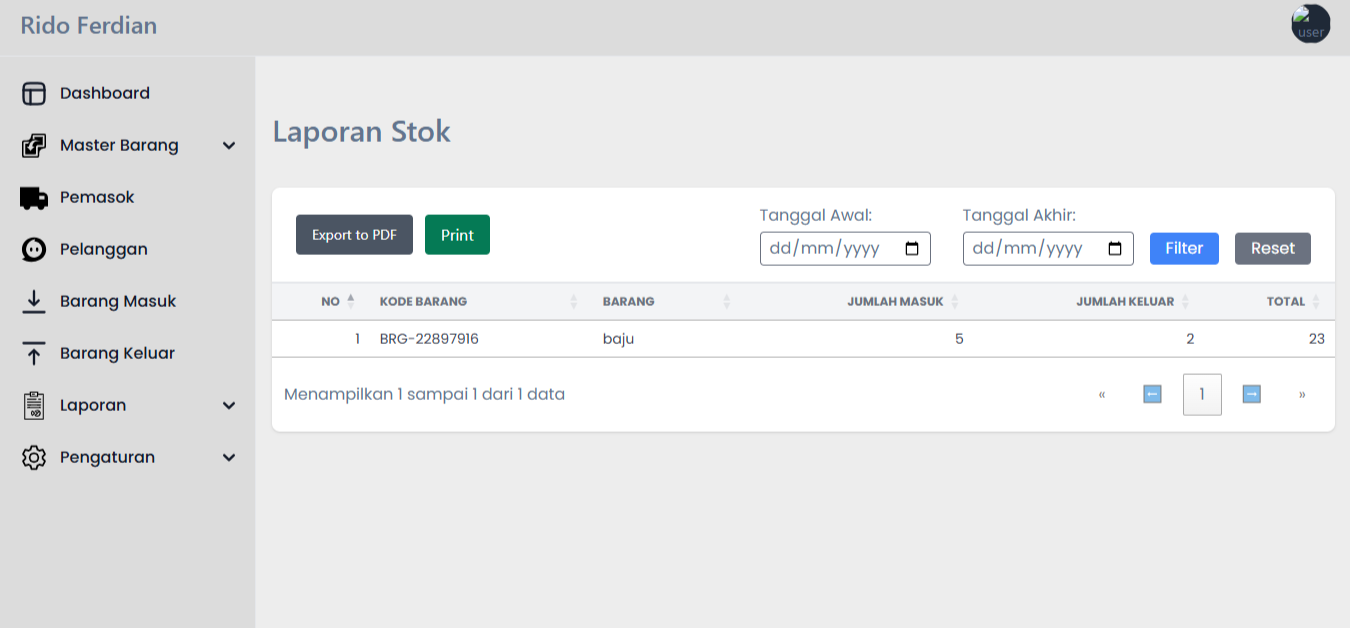 Rido Ferdian
user
Dashboard
Master Barang
Pemasok
Pelanggan
Barang Masuk
Barang Keluar
Laporan
Pengaturan
Laporan Stok
Export to PDF Print
Tanggal Awal: Tanggal Akhir:
dd/mm/yyyy dd/mm/yyyy Filter Reset
NO KODE BARANG BARANG JUMLAH MASUK JUMLAH KELUAR TOTAL
1 BRG-22897916 baju 5 2 23
Menampilkan 1 sampai 1 dari 1 data « ← 1 → »